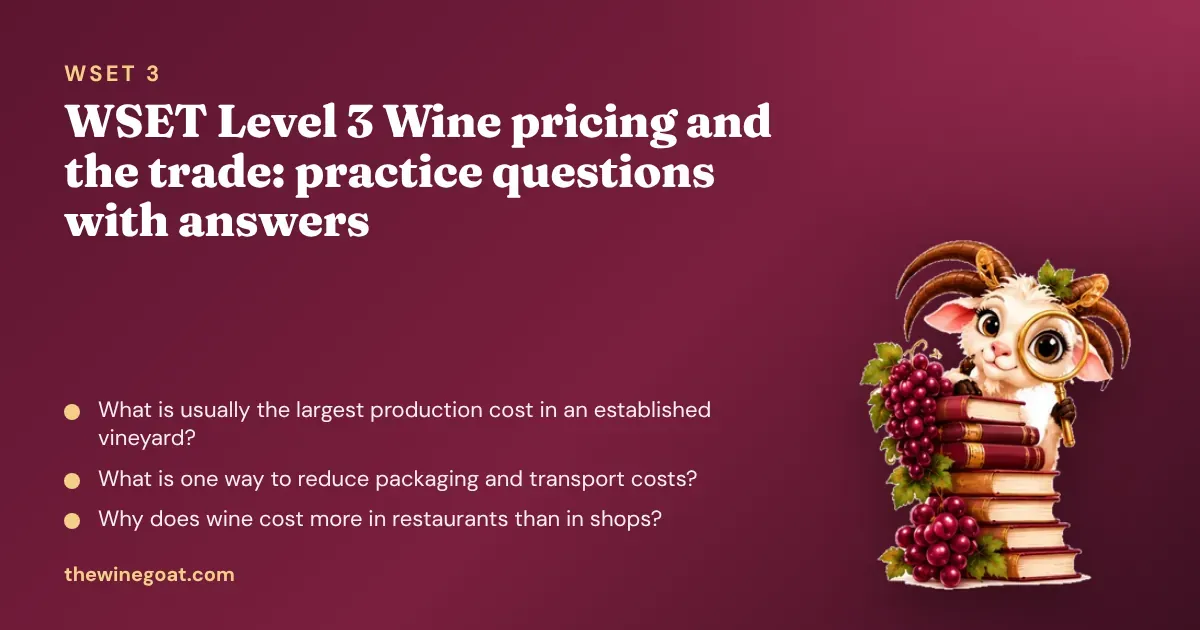 WSET 3
WSET Level 3 Wine pricing and
the trade: practice questions
with answers
What is usually the largest production cost in an established
vineyard?
What is one way to reduce packaging and transport costs?
Why does wine cost more in restaurants than in shops?
thewinegoat.com